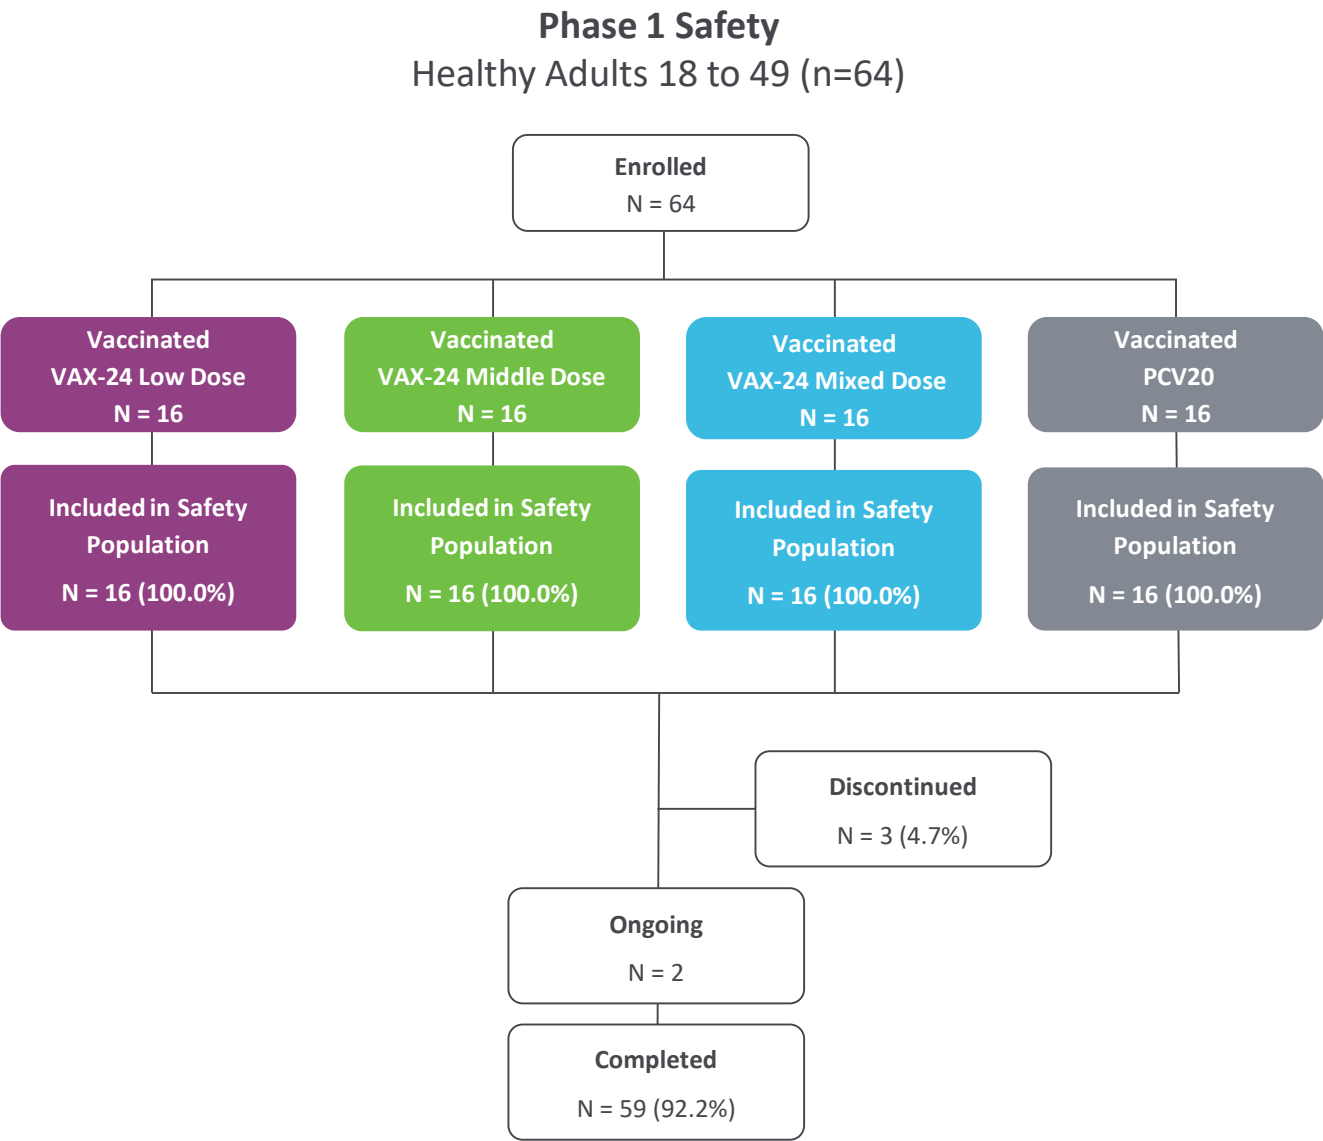 Phase 1 Safety
Healthy Adults 18 to 49 (n=64)
Enrolled
N = 64
Vaccinated
VAX-24 Low Dose
N = 16
Vaccinated
VAX-24 Middle Dose
N = 16
Vaccinated
VAX-24 Mixed Dose
N = 16
Vaccinated
PCV20
N = 16
Included in Safety
Population
N = 16 (100.0%)
Included in Safety
Population
N = 16 (100.0%)
Included in Safety
Population
N = 16 (100.0%)
Included in Safety
Population
N = 16 (100.0%)
Discontinued
N = 3 (4.7%)
Ongoing
N = 2
Completed
N = 59 (92.2%)